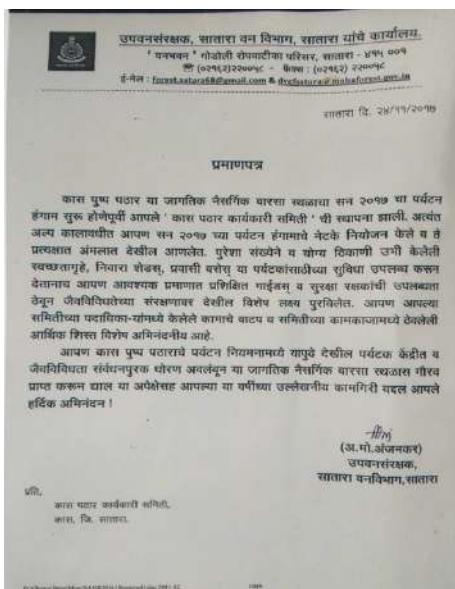 उपवनसंरक्षक, सातारा वन विभाग, सातारा यांचे कार्यालय.
' वनभवन ' गोडोली रोपवाटीका परिसर, सातारा - ४१५ ००१
☎ (०२१६२)२२००५८ - फॅक्स : (०२१६२) २२००५८
ई-मेल : forest.satara68@gmail.com & dycfsatara@mahaforest.gov.in
सातारा दि. २४/११/२०१७
प्रमाणपत्र
कास पुष्प पठार या जागतिक नैसर्गिक वारसा स्थळाचा सन २०१७ चा पर्यटन
हंगाम सुरू होणेपूर्वी आपले ' कास पठार कार्यकारी समिती ' ची स्थापना झाली. अत्यंत
अल्प कालावधीत आपण सन २०१७ च्या पर्यटन हंगामाचे नेटके नियोजन केले व ते
प्रत्यक्षात अंमलात देखील आणलेत. पुरेशा संख्येने व योग्य ठिकाणी उभी केलेली
स्वच्छतागृहे, निवारा शेडस्, प्रवासी बसेस् या पर्यटकांसाठीच्या सुविधा उपलब्ध करून
देतानाच आपण आवश्यक प्रमाणात प्रशिक्षित गाईडस् व सुरक्षा रक्षकांची उपलब्धता
ठेवून जैवविविधतेच्या संरक्षणावर देखील विशेष लक्ष पुरविलेत. आपण आपल्या
समितीच्या पदाधिका-यांमध्ये केलेले कामाचे वाटप व समितीच्या कामकाजामध्ये ठेवलेली
आर्थिक शिस्त विशेष अभिनंदनीय आहे.
आपण कास पुष्प पठाराचे पर्यटन नियमनामध्ये यापुढे देखील पर्यटक केंद्रीत व
जैवविविधता संवर्धनपुरक धोरण अवलंबून या जागतिक नैसर्गिक वारसा स्थळास गौरव
प्राप्त करून द्याल या अपेक्षेसह आपल्या या वर्षीच्या उल्लेखनीय कामगिरी बद्दल आपले
हर्दिक अभिनंदन !
(अ.मो.अंजनकर)
उपवनसंरक्षक,
सातारा वनविभाग,सातारा
प्रति,
कास पठार कार्यकारी समिती,
कास, जि. सातारा.